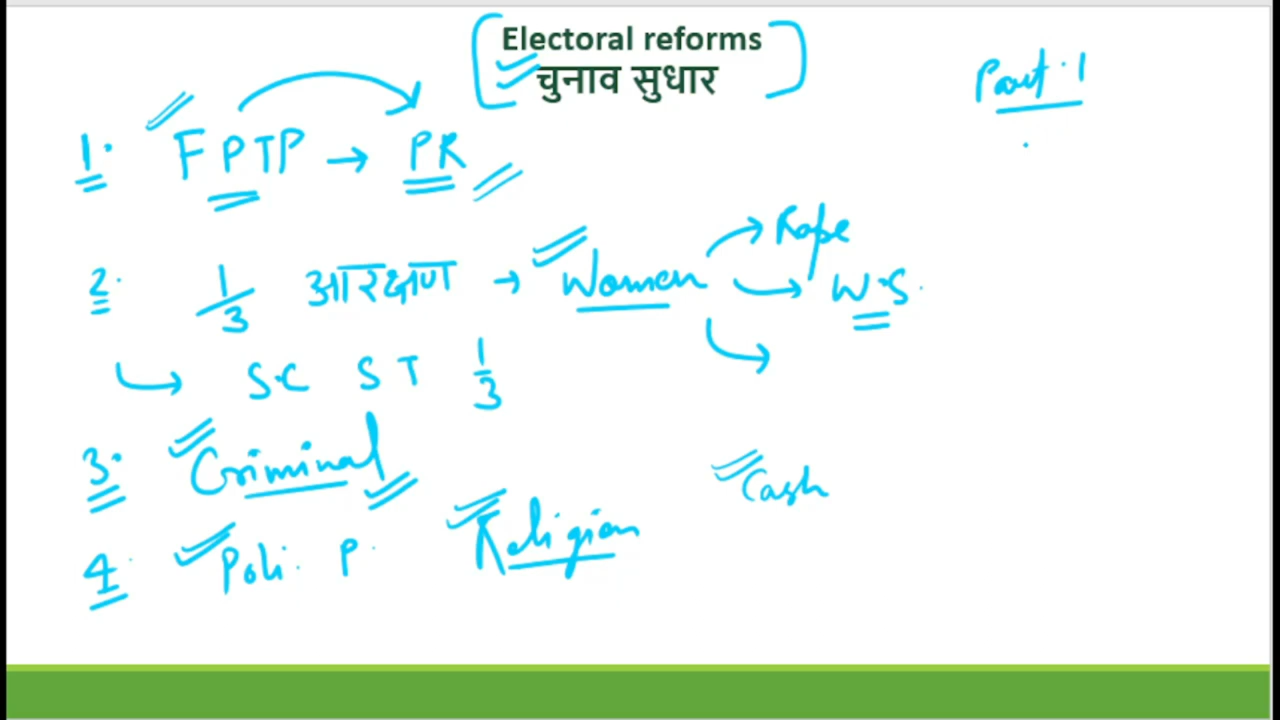 Electoral reforms
चुनाव सुधार
Part. 1
1. FPTP → PR
2. 1/3 आरक्षण → Women → Rape
→ W.S.
→ SC ST 1/3
3. Criminal
Cash
4. Poli. P. Religion